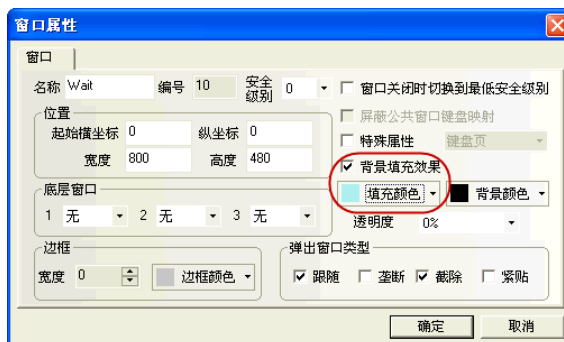 窗口属性
窗口
名称 Wait 编号 10 安全级别 0 窗口关闭时切换到最低安全级别
位置 屏蔽公共窗口键盘映射
起始横坐标 0 纵坐标 0 特殊属性 键盘页
宽度 800 高度 480 背景填充效果
底层窗口 填充颜色 背景颜色
1 无 2 无 3 无 透明度 0%
边框 弹出窗口类型
宽度 0 边框颜色 跟随 垄断 截除 紧贴
确定 取消